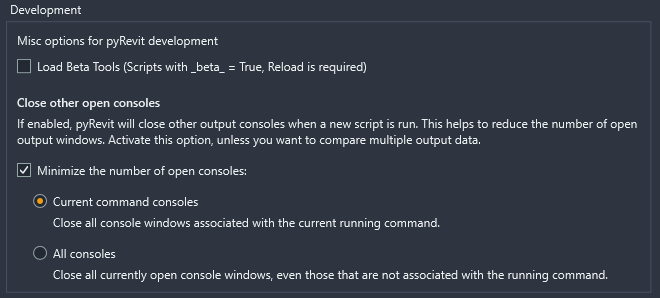 Development
Misc options for pyRevit development
Load Beta Tools (Scripts with _beta_ = True, Reload is required)
Close other open consoles
If enabled, pyRevit will close other output consoles when a new script is run. This helps to reduce the number of open
output windows. Activate this option, unless you want to compare multiple output data.
Minimize the number of open consoles:
Current command consoles
Close all console windows associated with the current running command.
All consoles
Close all currently open console windows, even those that are not associated with the running command.